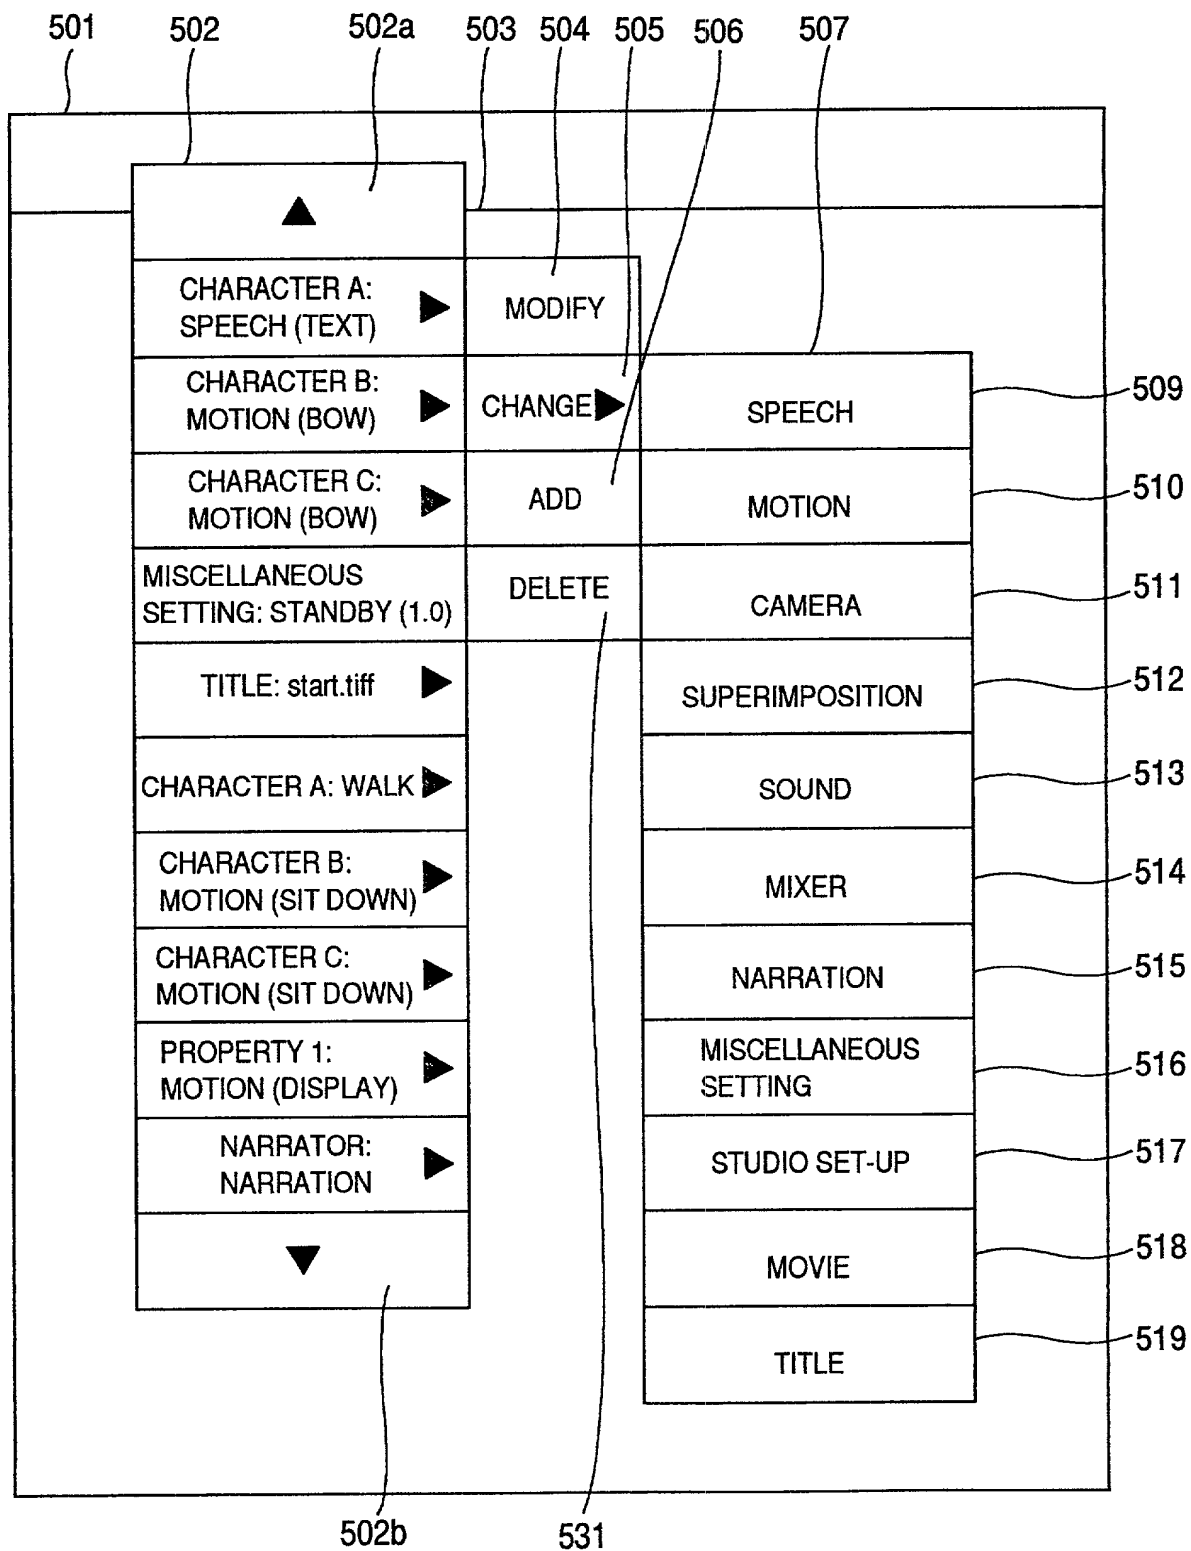 501 502 502a 503 504 505 506 507
CHARACTER A:
SPEECH (TEXT)
CHARACTER B:
MOTION (BOW)
CHARACTER C:
MOTION (BOW)
MISCELLANEOUS
SETTING: STANDBY (1.0)
TITLE: start.tiff
CHARACTER A: WALK
CHARACTER B:
MOTION (SIT DOWN)
CHARACTER C:
MOTION (SIT DOWN)
PROPERTY 1:
MOTION (DISPLAY)
NARRATOR:
NARRATION
MODIFY
CHANGE
ADD
DELETE
SPEECH
MOTION
CAMERA
SUPERIMPOSITION
SOUND
MIXER
NARRATION
MISCELLANEOUS
SETTING
STUDIO SET-UP
MOVIE
TITLE
509
510
511
512
513
514
515
516
517
518
519
502b 531